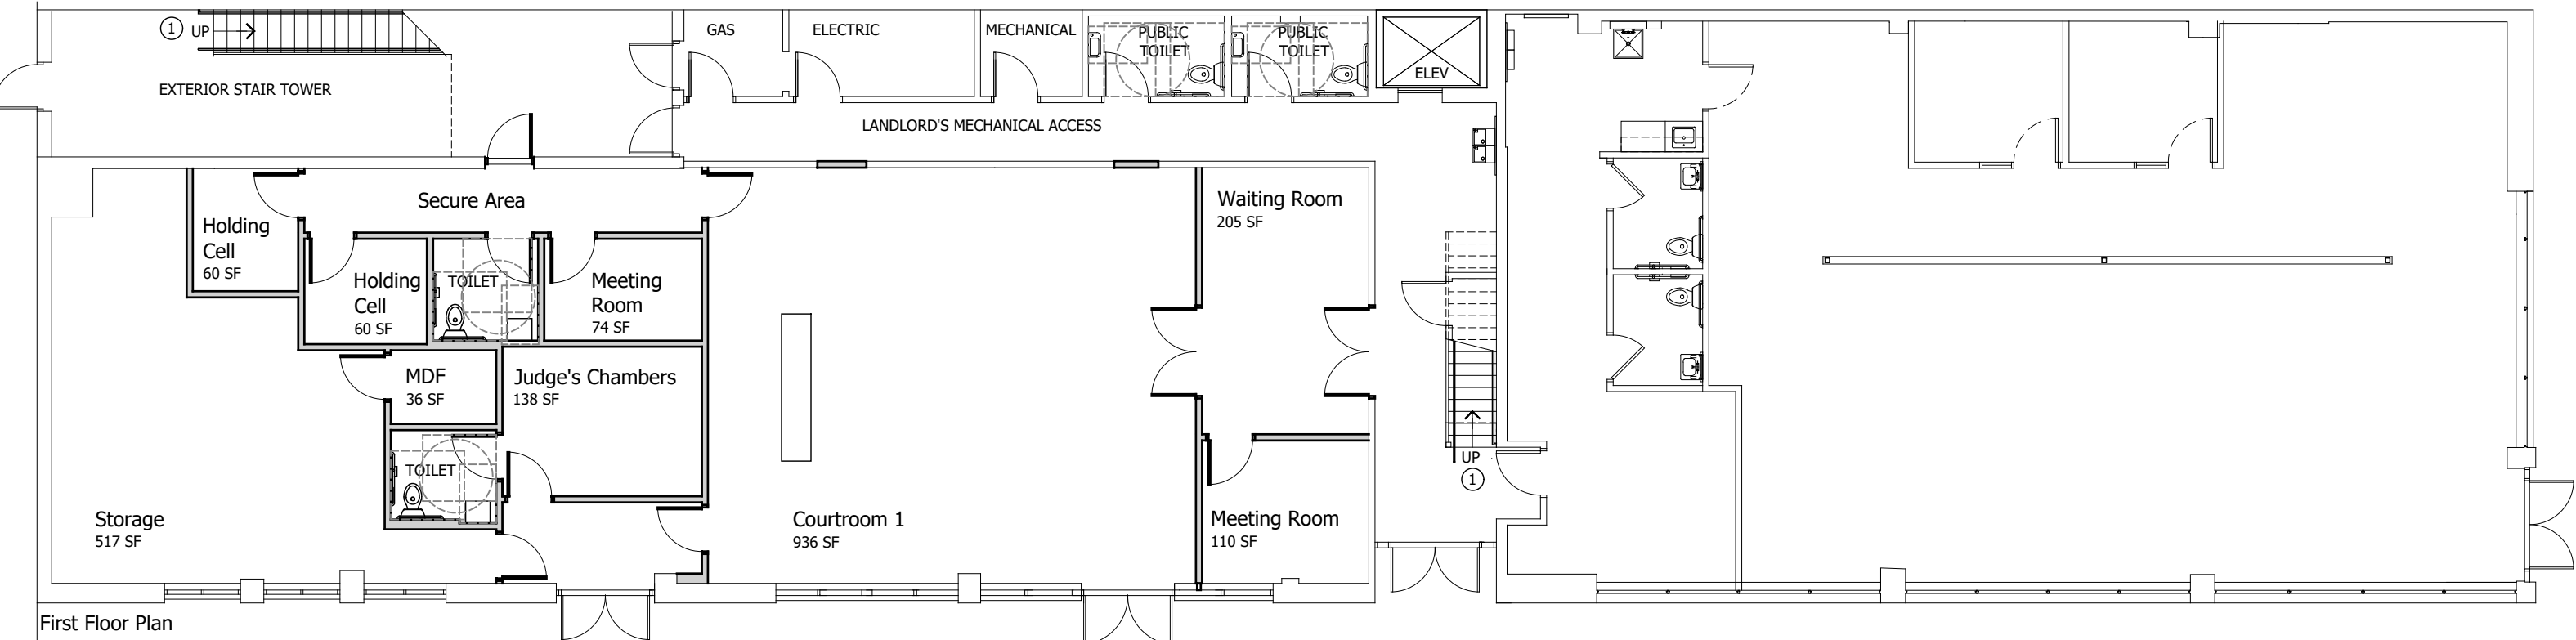 1 UP
EXTERIOR STAIR TOWER
GAS
ELECTRIC
MECHANICAL
PUBLIC
TOILET
PUBLIC
TOILET
ELEV
LANDLORD'S MECHANICAL ACCESS
Secure Area
Holding
Cell
60 SF
Holding
Cell
60 SF
TOILET
Meeting
Room
74 SF
Waiting Room
205 SF
MDF
36 SF
Judge's Chambers
138 SF
TOILET
Storage
517 SF
Courtroom 1
936 SF
Meeting Room
110 SF
UP
1
First Floor Plan